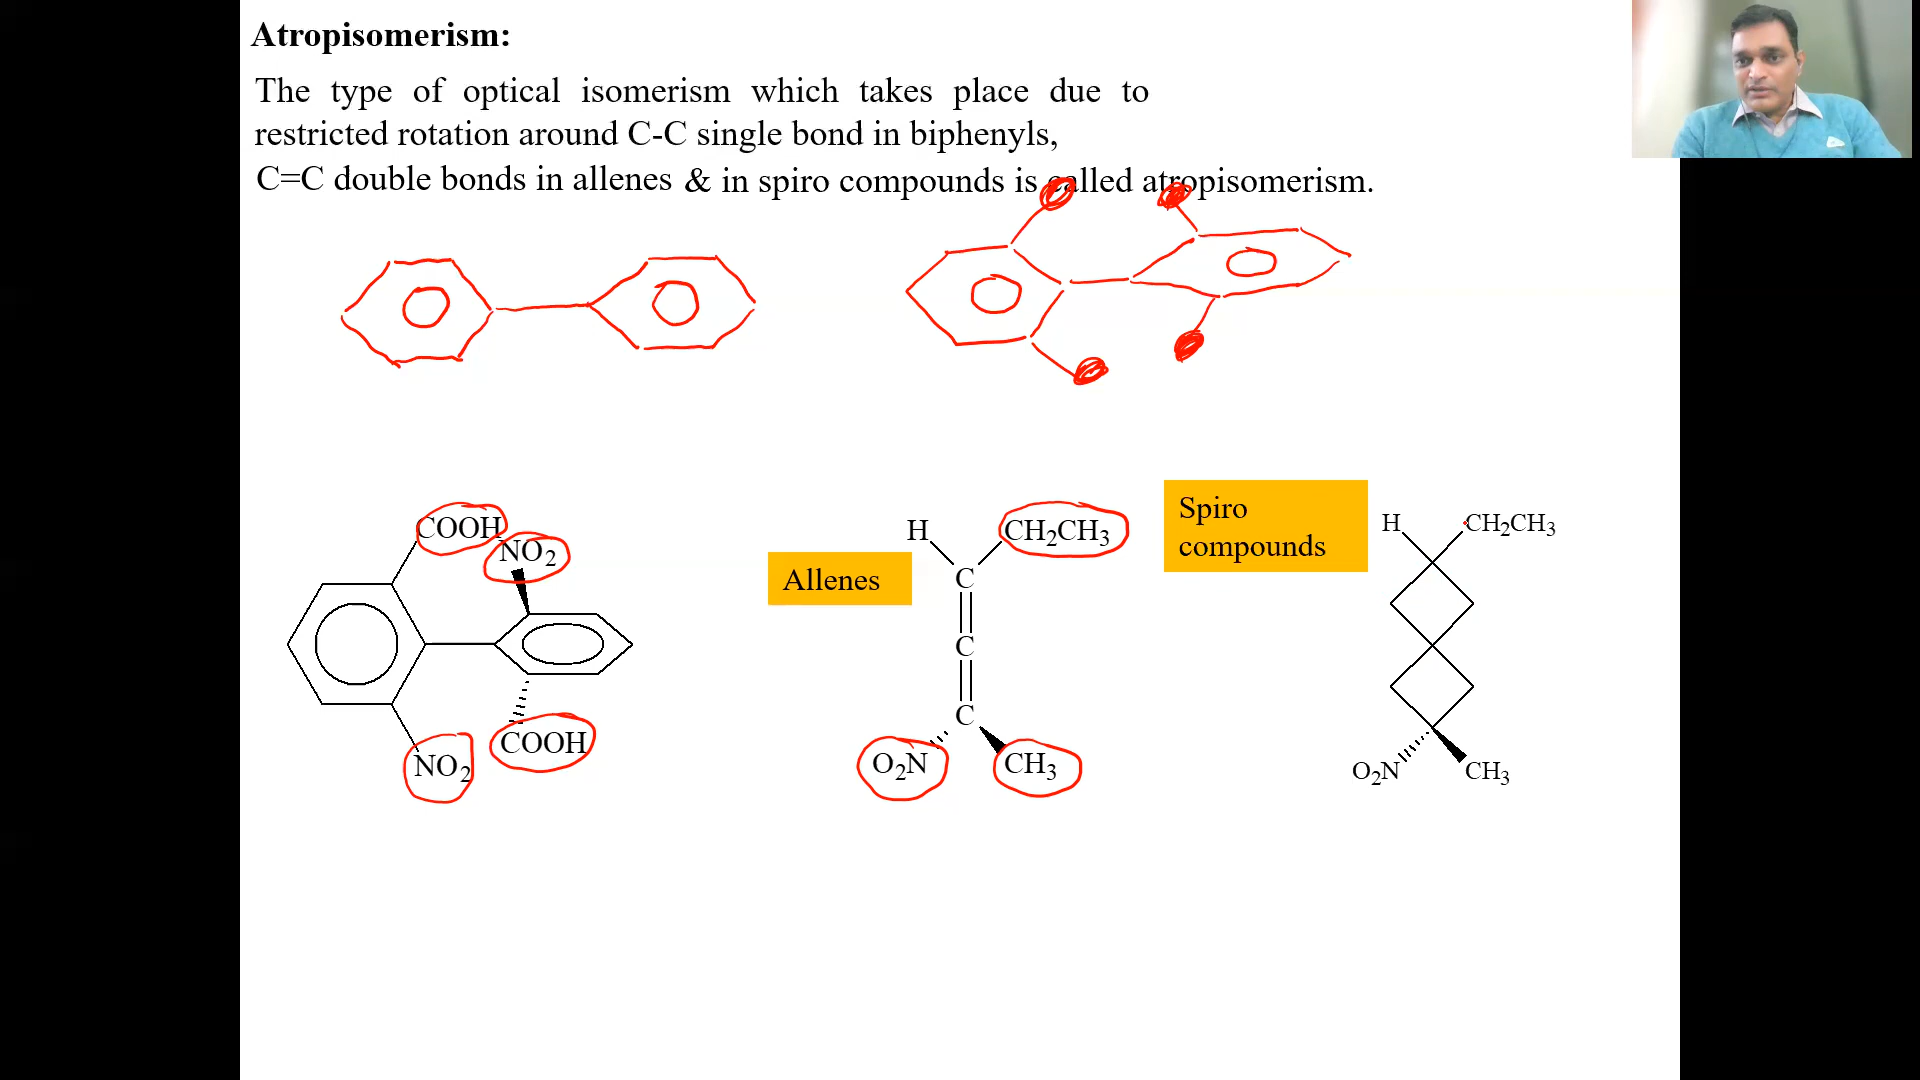 Atropisomerism:
The type of optical isomerism which takes place due to
restricted rotation around C-C single bond in biphenyls,
C=C double bonds in allenes & in spiro compounds is called atropisomerism.
COOH
NO2
NO2
COOH
Allenes
H
CH2CH3
C
C
C
O2N
CH3
Spiro
compounds
H
CH2CH3
O2N
CH3